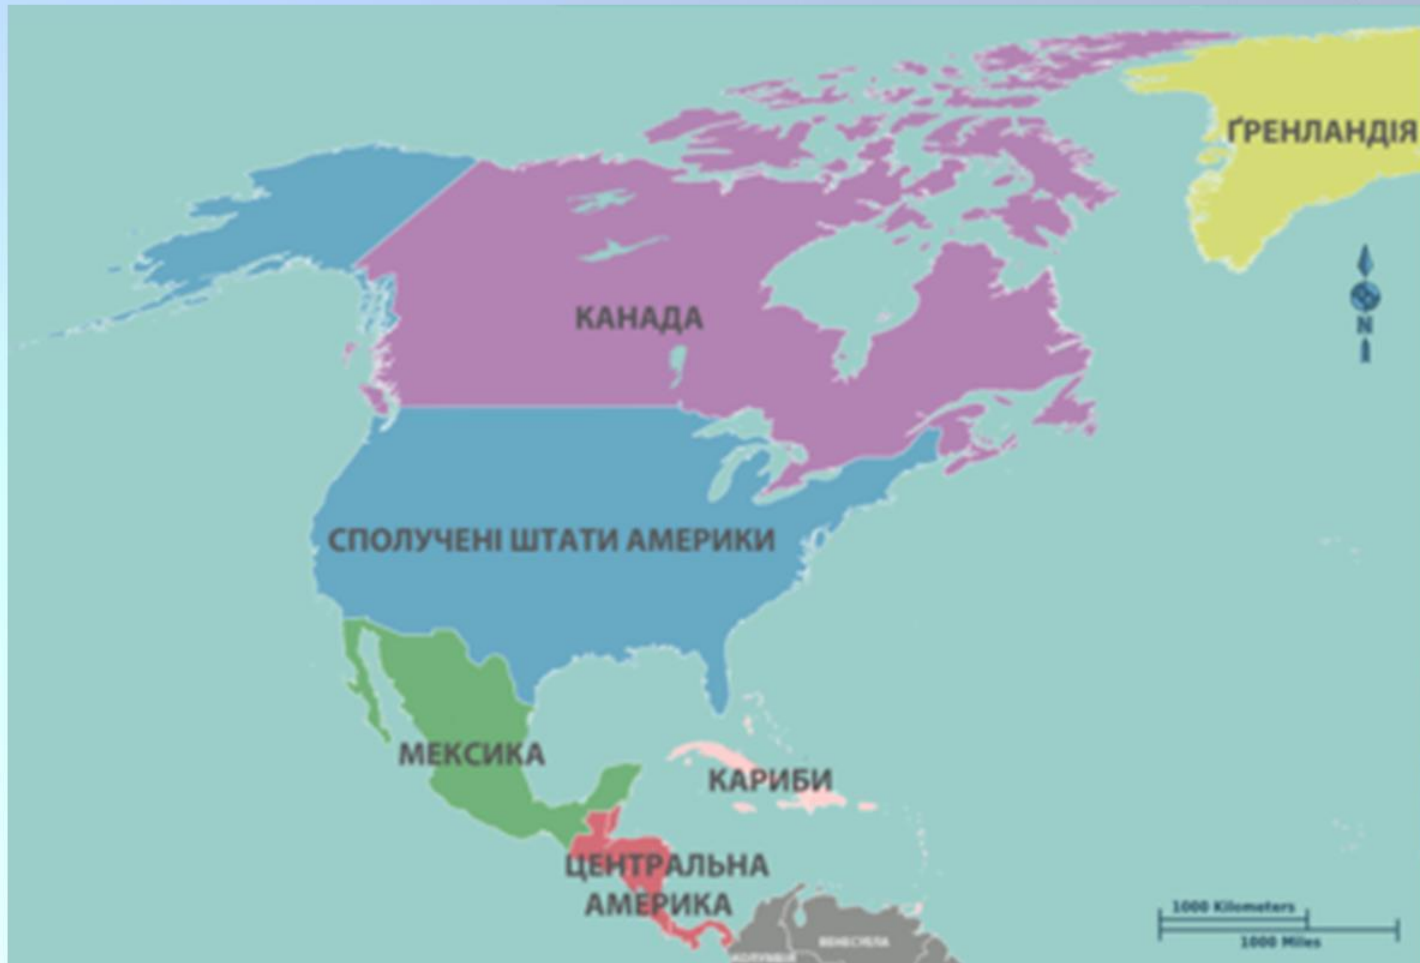 ҐРЕНЛАНДІЯ
N
КАНАДА
СПОЛУЧЕНІ ШТАТИ АМЕРИКИ
МЕКСИКА
КАРИБИ
ЦЕНТРАЛЬНА
АМЕРИКА
1000 Kilometers
1000 Miles